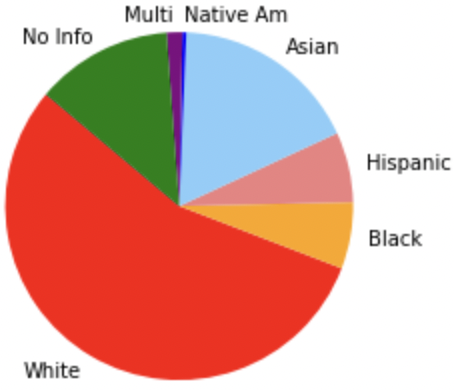 Multi Native Am
No Info
Asian
Hispanic
Black
White